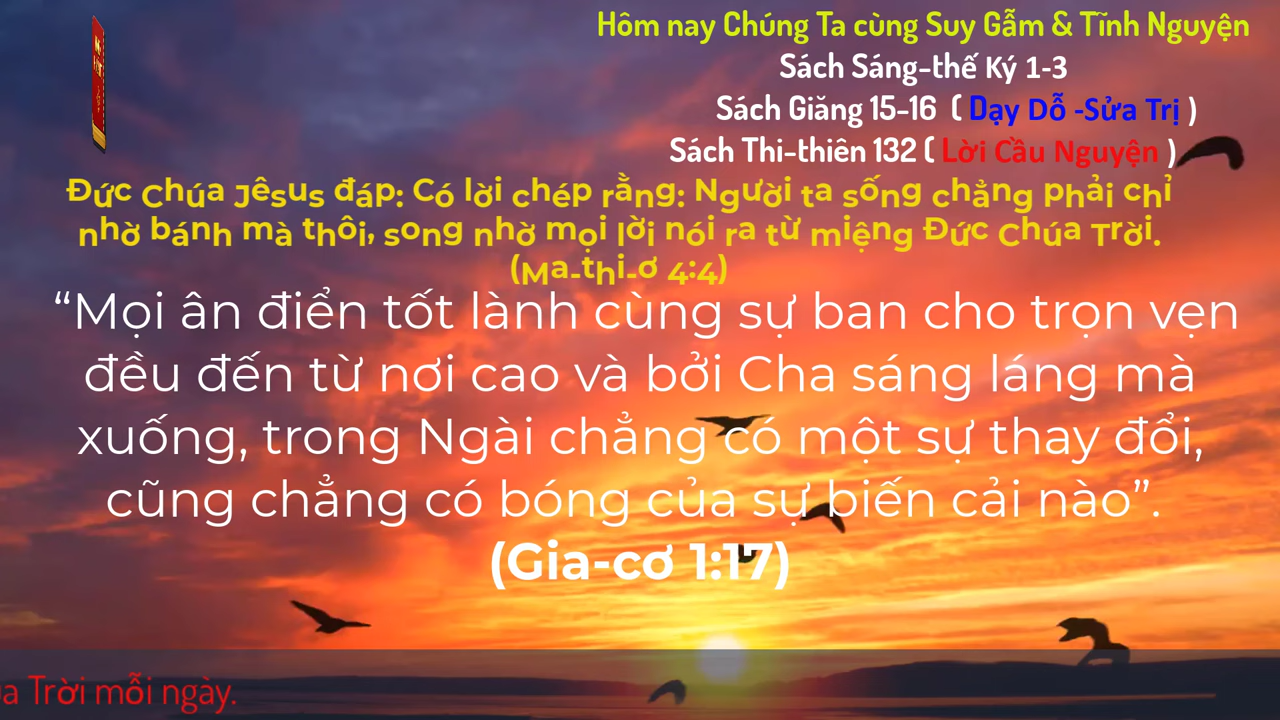 Hôm nay Chúng Ta cùng Suy Gẫm & Tĩnh Nguyện
Sách Sáng-thế Ký 1-3
Sách Giăng 15-16 ( Dạy Dỗ -Sửa Trị )
Sách Thi-thiên 132 ( Lời Cầu Nguyện )
Đức Chúa Jêsus đáp: Có lời chép rằng: Người ta sống chẳng phải chỉ
nhờ bánh mà thôi, song nhờ mọi lời nói ra từ miệng Đức Chúa Trời.
(Ma-thi-ơ 4:4)
“Mọi ân điển tốt lành cùng sự ban cho trọn vẹn
đều đến từ nơi cao và bởi Cha sáng láng mà
xuống, trong Ngài chẳng có một sự thay đổi,
cũng chẳng có bóng của sự biến cải nào”.
(Gia-cơ 1:17)
Trời mỗi ngày.